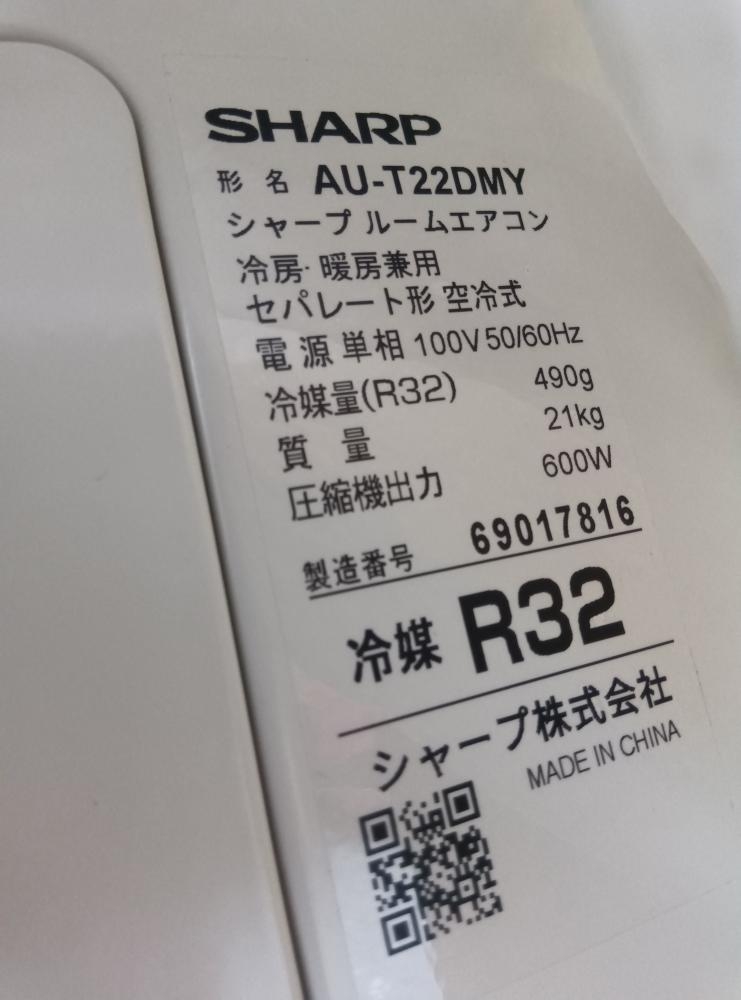 SHARP
形 名 AU-T22DMY
シャープ ルームエアコン
冷房・暖房兼用
セパレート形 空冷式
電源 単相 100V 50/60Hz
冷媒量(R32) 490g
質量 21kg
圧縮機出力 600W
製造番号 69017816
冷媒 R32
シャープ株式会社
MADE IN CHINA